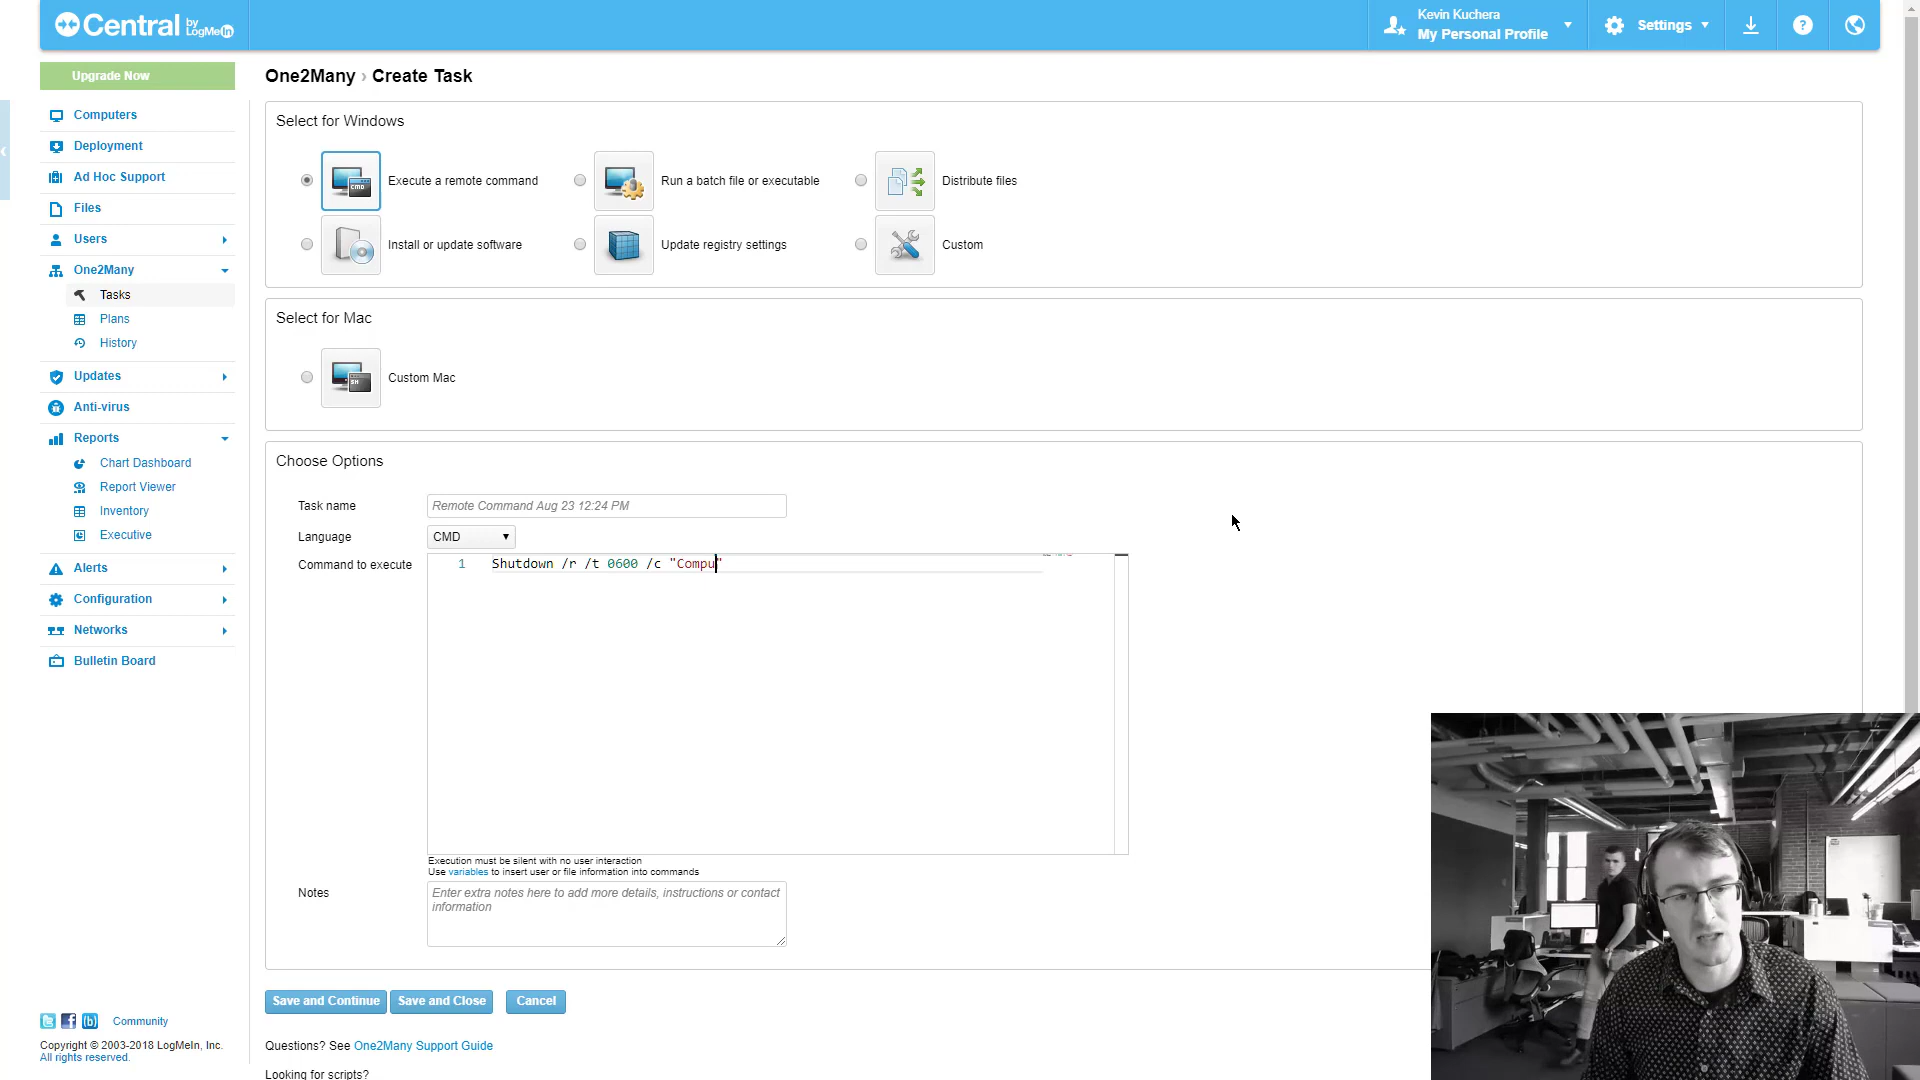 Central by LogMeIn
Kevin Kuchera
My Personal Profile
Settings
Upgrade Now
Computers
Deployment
Ad Hoc Support
Files
Users
One2Many
Tasks
Plans
History
Updates
Anti-virus
Reports
Chart Dashboard
Report Viewer
Inventory
Executive
Alerts
Configuration
Networks
Bulletin Board
Community
Copyright © 2003-2018 LogMeIn, Inc.
All rights reserved.
One2Many › Create Task
Select for Windows
CMD
Execute a remote command
Run a batch file or executable
Distribute files
Install or update software
Update registry settings
Custom
Select for Mac
SH
Custom Mac
Choose Options
Task name
Remote Command Aug 23 12:24 PM
Language
CMD
Command to execute
1 Shutdown /r /t 0600 /c "Compu"
Execution must be silent with no user interaction
Use variables to insert user or file information into commands
Notes
Enter extra notes here to add more details, instructions or contact
information
Save and Continue
Save and Close
Cancel
Questions? See One2Many Support Guide
Looking for scripts?